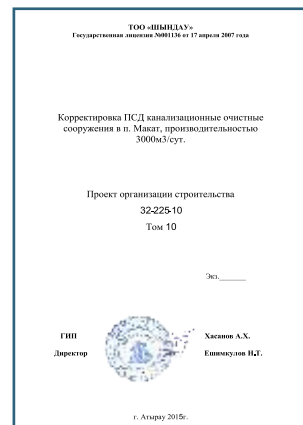 ТОО «ШЫНДАУ»
Государственная лицензия №001136 от 17 апреля 2007 года
Корректировка ПСД канализационные очистные
сооружения в п. Макат, производительностью
3000м3/сут.
Проект организации строительства
32-225-10
Том 10
Экз.______
ГИП Хасанов А.Х.
Директор Ешимкулов Н.Т.
г. Атырау 2015г.